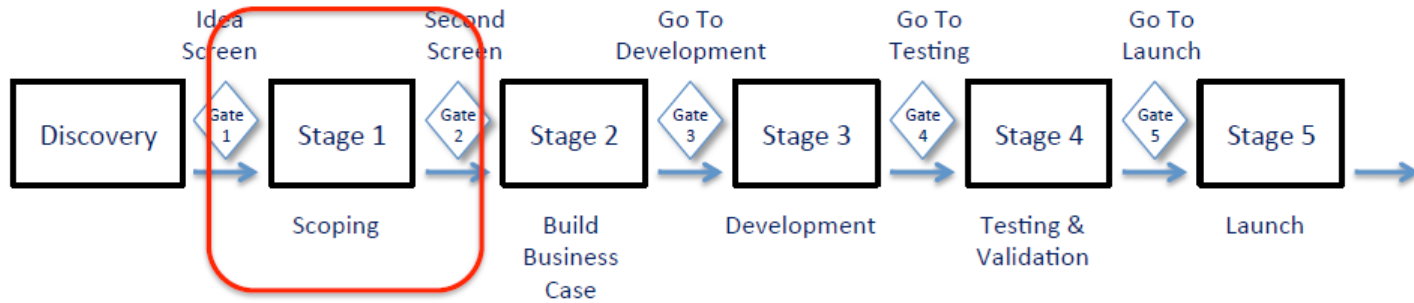 Idea
Screen
Second
Screen
Go To
Development
Go To
Testing
Go To
Launch
Discovery
Gate
1
Stage 1
Gate
2
Stage 2
Gate
3
Stage 3
Gate
4
Stage 4
Gate
5
Stage 5
Scoping
Build
Business
Case
Development
Testing &
Validation
Launch